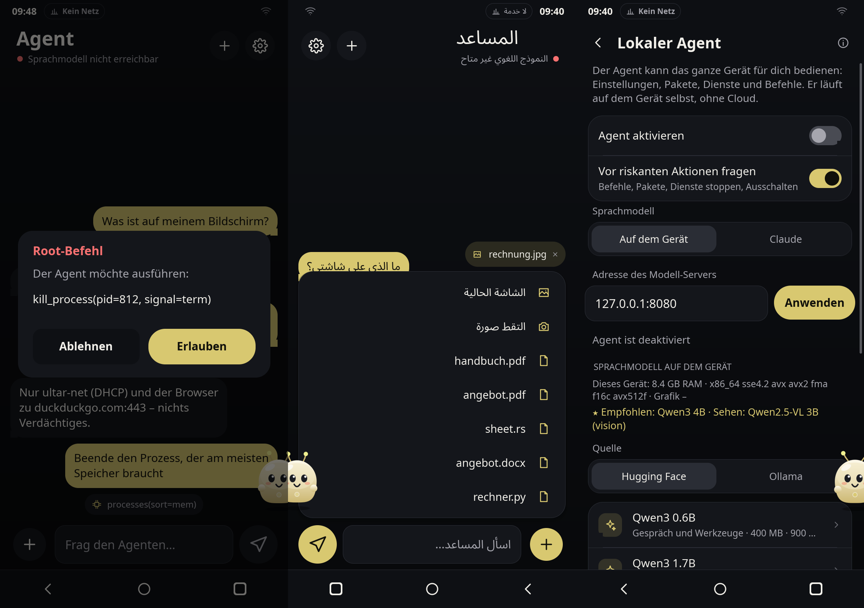 09:48
Kein Netz
Agent
Sprachmodell nicht erreichbar
Was ist auf meinem Bildschirm?
Root-Befehl
Der Agent möchte ausführen:
kill_process(pid=812, signal=term)
Ablehnen
Erlauben
Nur ultar-net (DHCP) und der Browser
zu duckduckgo.com:443 – nichts
Verdächtiges.
Beende den Prozess, der am meisten
Speicher braucht
processes(sort=mem)
Frag den Agenten...
لا خدمة
09:40
المساعد
النموذج اللغوي غير متاح
rechnung.jpg ×
ما الذي على شاشتي؟
الشاشة الحالية
التقط صورة
handbuch.pdf
angebot.pdf
sheet.rs
angebot.docx
rechner.py
اسأل المساعد...
09:40
Kein Netz
Lokaler Agent
Der Agent kann das ganze Gerät für dich bedienen:
Einstellungen, Pakete, Dienste und Befehle. Er läuft
auf dem Gerät selbst, ohne Cloud.
Agent aktivieren
Vor riskanten Aktionen fragen
Befehle, Pakete, Dienste stoppen, Ausschalten
Sprachmodell
Auf dem Gerät
Claude
Adresse des Modell-Servers
127.0.0.1:8080
Anwenden
Agent ist deaktiviert
SPRACHMODELL AUF DEM GERÄT
Dieses Gerät: 8.4 GB RAM · x86_64 sse4.2 avx avx2 fma
f16c avx512f · Grafik –
★ Empfohlen: Qwen3 4B · Sehen: Qwen2.5-VL 3B
(vision)
Quelle
Hugging Face
Ollama
Qwen3 0.6B
Gespräch und Werkzeuge · 400 MB · 900 ...
Qwen3 1.7B